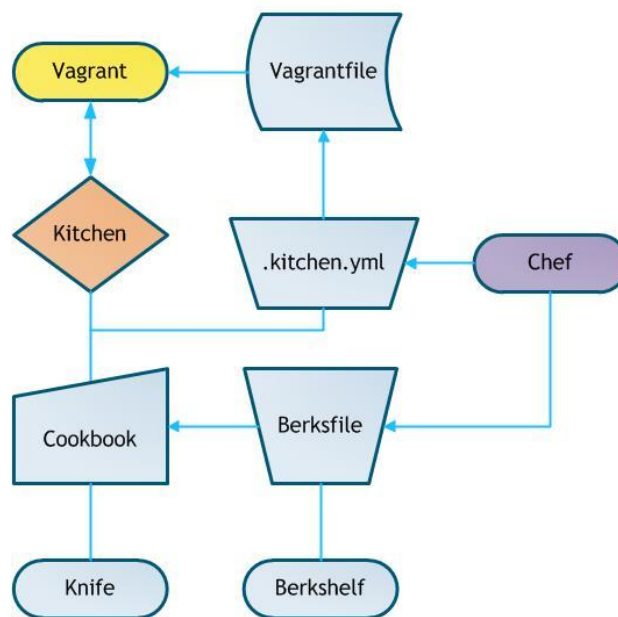 Vagrant
Vagrantfile
Kitchen
.kitchen.yml
Chef
Cookbook
Berksfile
Knife
Berkshelf